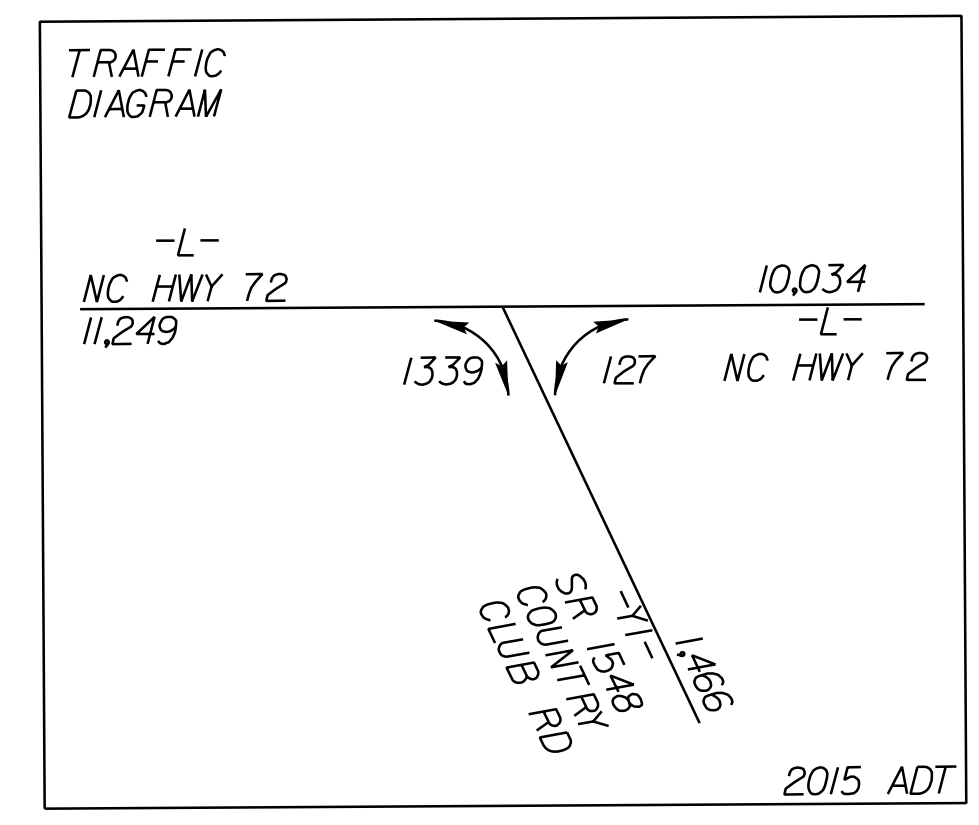 TRAFFIC
DIAGRAM
-L-
NC HWY 72
11,249
10,034
-L-
NC HWY 72
1339
127
-Y1-
SR 1548
COUNTRY
CLUB RD
1,466
2015 ADT